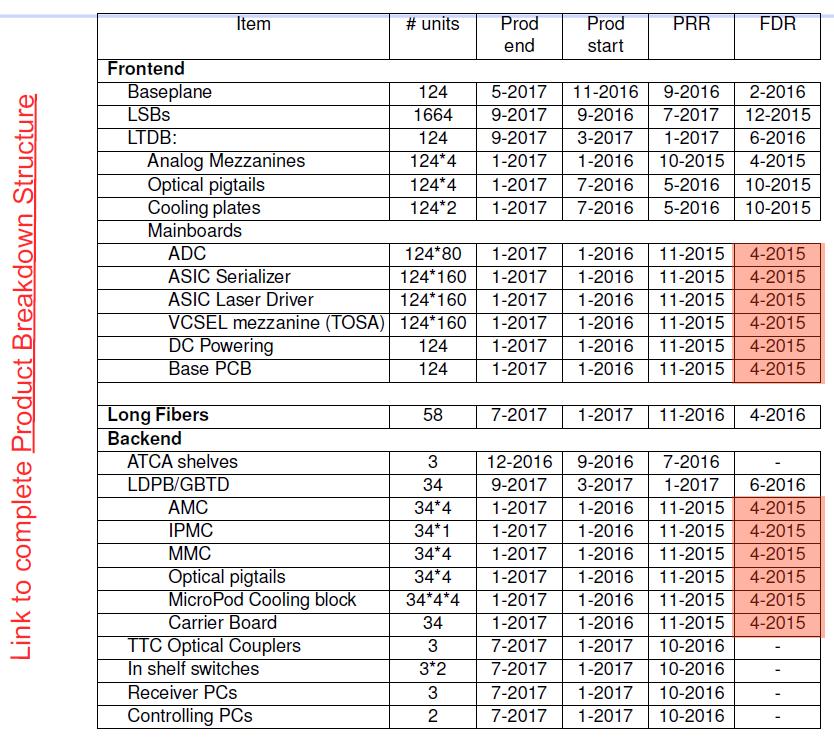 Link to complete Product Breakdown Structure
Item # units Prod end Prod start PRR FDR
Frontend
Baseplane 124 5-2017 11-2016 9-2016 2-2016
LSBs 1664 9-2017 9-2016 7-2017 12-2015
LTDB: 124 9-2017 3-2017 1-2017 6-2016
Analog Mezzanines 124*4 1-2017 1-2016 10-2015 4-2015
Optical pigtails 124*4 1-2017 7-2016 5-2016 10-2015
Cooling plates 124*2 1-2017 7-2016 5-2016 10-2015
Mainboards
ADC 124*80 1-2017 1-2016 11-2015 4-2015
ASIC Serializer 124*160 1-2017 1-2016 11-2015 4-2015
ASIC Laser Driver 124*160 1-2017 1-2016 11-2015 4-2015
VCSEL mezzanine (TOSA) 124*160 1-2017 1-2016 11-2015 4-2015
DC Powering 124 1-2017 1-2016 11-2015 4-2015
Base PCB 124 1-2017 1-2016 11-2015 4-2015
Long Fibers 58 7-2017 1-2017 11-2016 4-2016
Backend
ATCA shelves 3 12-2016 9-2016 7-2016 -
LDPB/GBTD 34 9-2017 3-2017 1-2017 6-2016
AMC 34*4 1-2017 1-2016 11-2015 4-2015
IPMC 34*1 1-2017 1-2016 11-2015 4-2015
MMC 34*4 1-2017 1-2016 11-2015 4-2015
Optical pigtails 34*4 1-2017 1-2016 11-2015 4-2015
MicroPod Cooling block 34*4*4 1-2017 1-2016 11-2015 4-2015
Carrier Board 34 1-2017 1-2016 11-2015 4-2015
TTC Optical Couplers 3 7-2017 1-2017 10-2016 -
In shelf switches 3*2 7-2017 1-2017 10-2016 -
Receiver PCs 3 7-2017 1-2017 10-2016 -
Controlling PCs 2 7-2017 1-2017 10-2016 -